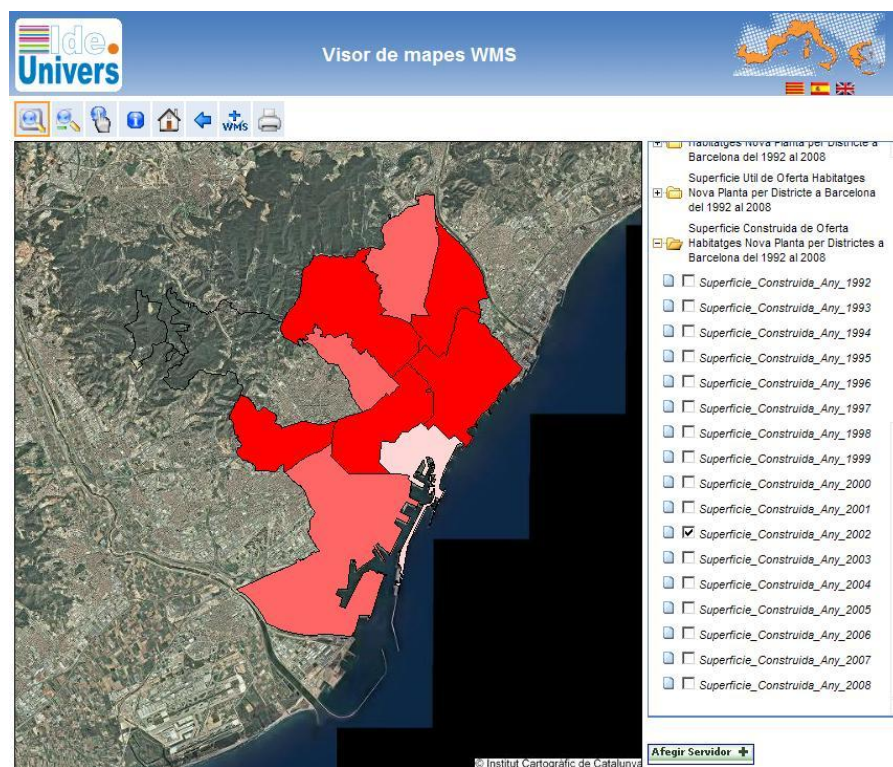 Ide.
Univers
Visor de mapes WMS
WMS
Habitatges Nova Planta per Districte a
Barcelona del 1992 al 2008
Superficie Util de Oferta Habitatges
Nova Planta per Districte a Barcelona
del 1992 al 2008
Superficie Construida de Oferta
Habitatges Nova Planta per Districtes a
Barcelona del 1992 al 2008
Superficie_Construida_Any_1992
Superficie_Construida_Any_1993
Superficie_Construida_Any_1994
Superficie_Construida_Any_1995
Superficie_Construida_Any_1996
Superficie_Construida_Any_1997
Superficie_Construida_Any_1998
Superficie_Construida_Any_1999
Superficie_Construida_Any_2000
Superficie_Construida_Any_2001
Superficie_Construida_Any_2002
Superficie_Construida_Any_2003
Superficie_Construida_Any_2004
Superficie_Construida_Any_2005
Superficie_Construida_Any_2006
Superficie_Construida_Any_2007
Superficie_Construida_Any_2008
Afegir Servidor +
© Institut Cartogràfic de Catalunya